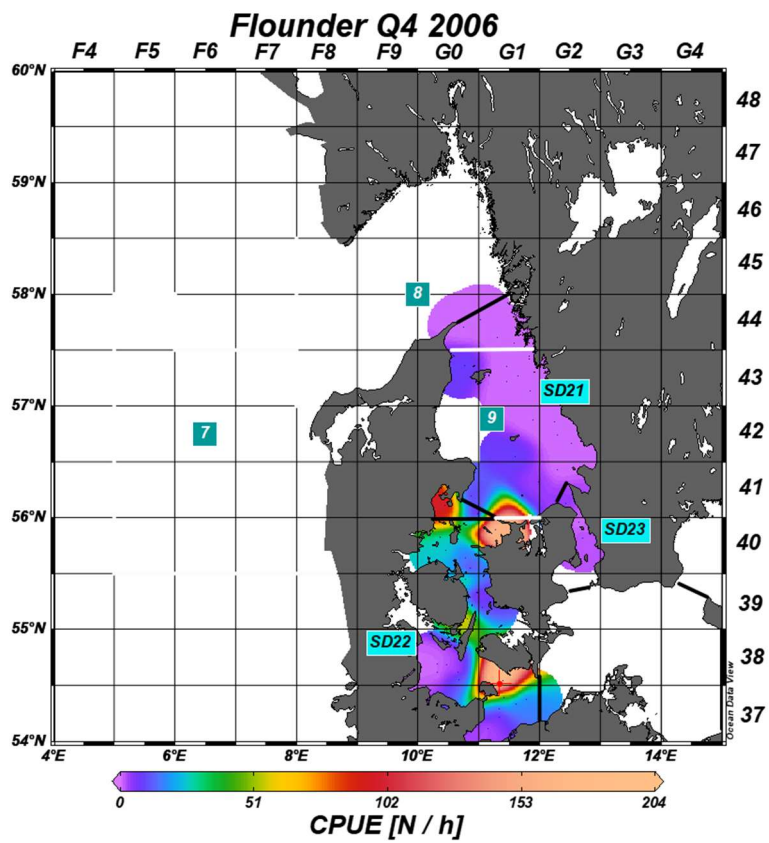 Flounder Q4 2006
F4 F5 F6 F7 F8 F9 G0 G1 G2 G3 G4
60°N
48
47
59°N
46
45
58°N
8
44
43
SD21
57°N
9
7
42
41
56°N
SD23
40
39
55°N
SD22
38
37
Ocean Data View
54°N
4°E 6°E 8°E 10°E 12°E 14°E
0 51 102 153 204
CPUE [N / h]